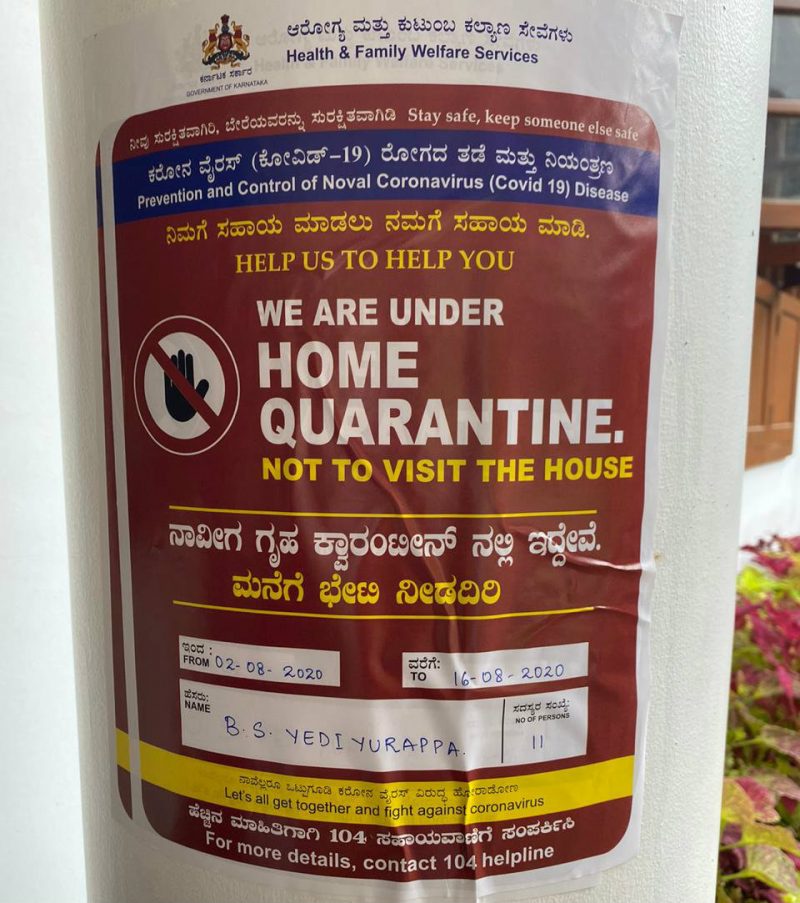 ಆರೋಗ್ಯ ಮತ್ತು ಕುಟುಂಬ ಕಲ್ಯಾಣ ಸೇವೆಗಳು
Health & Family Welfare Services
ಕರ್ನಾಟಕ ಸರ್ಕಾರ
GOVERNMENT OF KARNATAKA
ನೀವು ಸುರಕ್ಷಿತವಾಗಿರಿ, ಬೇರೆಯವರನ್ನು ಸುರಕ್ಷಿತವಾಗಿಡಿ Stay safe, keep someone else safe
ಕರೋನ ವೈರಸ್ (ಕೋವಿಡ್-19) ರೋಗದ ತಡೆ ಮತ್ತು ನಿಯಂತ್ರಣ
Prevention and Control of Noval Coronavirus (Covid 19) Disease
ನಿಮಗೆ ಸಹಾಯ ಮಾಡಲು ನಮಗೆ ಸಹಾಯ ಮಾಡಿ.
HELP US TO HELP YOU
WE ARE UNDER
HOME
QUARANTINE.
NOT TO VISIT THE HOUSE
ನಾವೀಗ ಗೃಹ ಕ್ವಾರಂಟೀನ್ ನಲ್ಲಿ ಇದ್ದೇವೆ.
ಮನೆಗೆ ಭೇಟಿ ನೀಡದಿರಿ
ಇಂದ :
FROM 02-08-2020
ವರೆಗೆ:
TO 16-08-2020
ಹೆಸರು:
NAME B. S. YEDIYURAPPA.
ಸದಸ್ಯರ ಸಂಖ್ಯೆ:
NO OF PERSONS
11
ನಾವೆಲ್ಲರೂ ಒಟ್ಟುಗೂಡಿ ಕರೋನ ವೈರಸ್ ವಿರುದ್ಧ ಹೋರಾಡೋಣ
Let's all get together and fight against coronavirus
ಹೆಚ್ಚಿನ ಮಾಹಿತಿಗಾಗಿ 104 ಸಹಾಯವಾಣಿಗೆ ಸಂಪರ್ಕಿಸಿ
For more details, contact 104 helpline